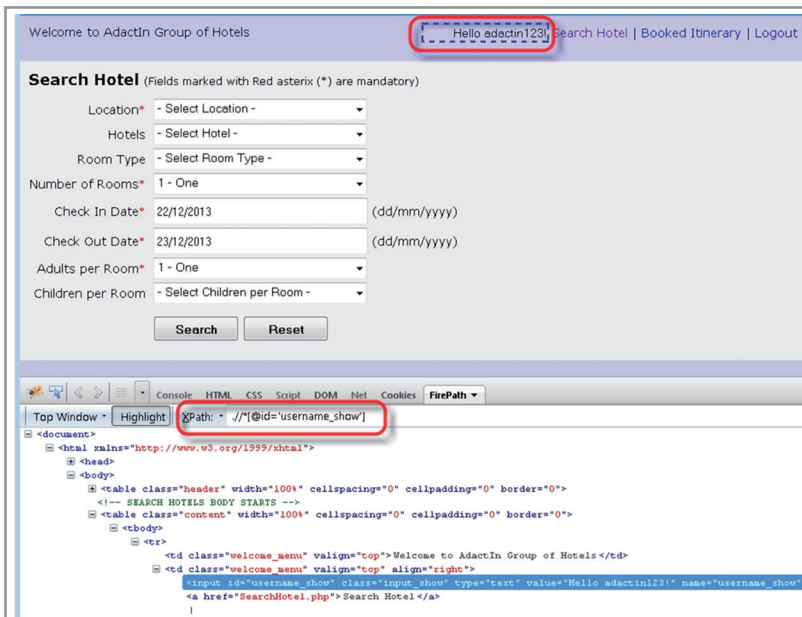 Welcome to AdactIn Group of Hotels Hello adactin123! Search Hotel | Booked Itinerary | Logout
Search Hotel (Fields marked with Red asterix (*) are mandatory)
Location* - Select Location -
Hotels - Select Hotel -
Room Type - Select Room Type -
Number of Rooms* 1 - One
Check In Date* 22/12/2013 (dd/mm/yyyy)
Check Out Date* 23/12/2013 (dd/mm/yyyy)
Adults per Room* 1 - One
Children per Room - Select Children per Room -
Search Reset
Console HTML CSS Script DOM Net Cookies FirePath
Top Window Highlight XPath: .//*[@id='username_show']
<document>
<html xmlns="http://www.w3.org/1999/xhtml">
<head>
<body>
<table class="header" width="100%" cellspacing="0" cellpadding="0" border="0">
<!-- SEARCH HOTELS BODY STARTS -->
<table class="content" width="100%" cellspacing="0" cellpadding="0" border="0">
<tbody>
<tr>
<td class="welcome_menu" valign="top">Welcome to AdactIn Group of Hotels</td>
<td class="welcome_menu" valign="top" align="right">
<input id="username_show" class="input_show" type="text" value="Hello adactin123!" name="username_show"
<a href="SearchHotel.php">Search Hotel</a>
|